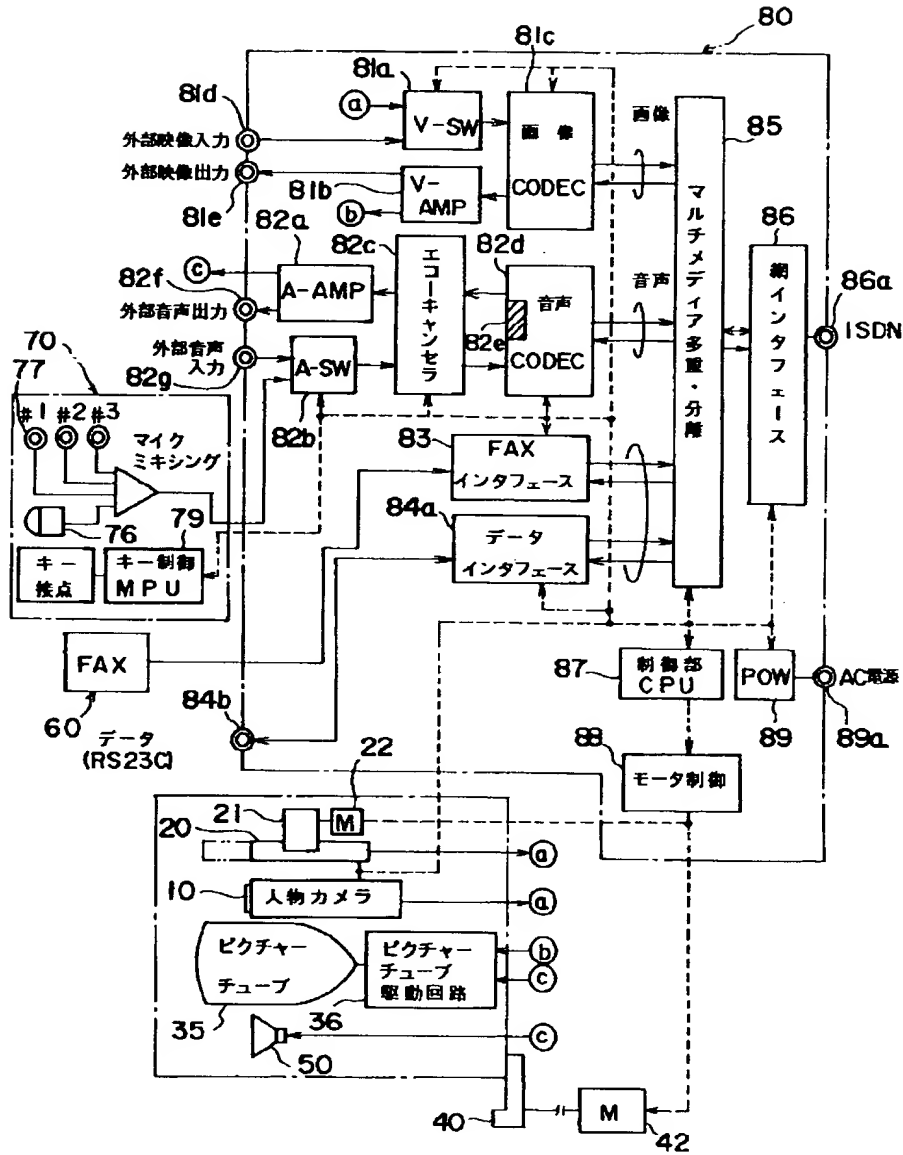 80
81c
81a
81d
ⓐ
V-SW
画像
CODEC
画像
85
外部映像入力
外部映像出力
81e
81b
V-AMP
ⓑ
マルチメディア多重・分離
86
82a
82c
82d
ⓒ
82f
A-AMP
エコーキャンセラ
音声
CODEC
82e
音声
網インタフェース
86a
ISDN
外部音声出力
外部音声
入力
82g
A-SW
82b
70
77
#1
#2
#3
マイク
ミキシング
83
FAX
インタフェース
76
79
84a
データ
インタフェース
キー
接点
キー制御
MPU
FAX
60
データ
(RS23C)
84b
87
制御部
CPU
POW
89
AC電源
89a
88
モータ制御
22
21
M
20
ⓐ
10
人物カメラ
ⓐ
ピクチャー
チューブ
35
ピクチャー
チューブ
駆動回路
36
ⓑ
ⓒ
50
ⓒ
40
M
42